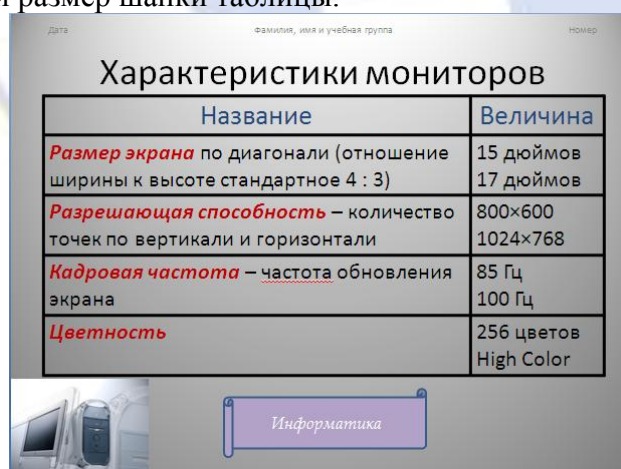 и размер шапки таблицы.
Дата Фамилия, имя и учебная группа Номер
Характеристики мониторов
Название Величина
Размер экрана по диагонали (отношение 15 дюймов
ширины к высоте стандартное 4 : 3) 17 дюймов
Разрешающая способность – количество 800×600
точек по вертикали и горизонтали 1024×768
Кадровая частота – частота обновления 85 Гц
экрана 100 Гц
Цветность 256 цветов
High Color
Информатика